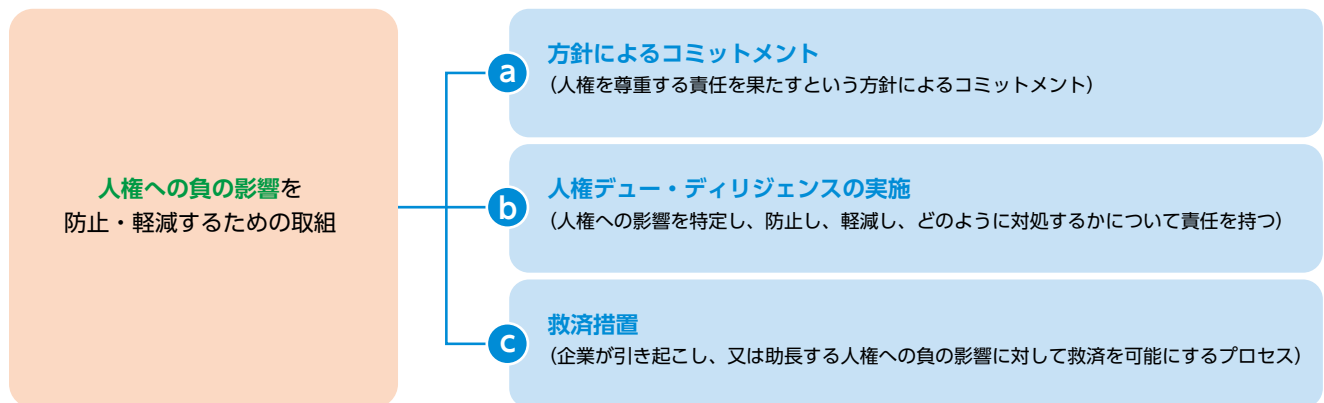 人権への負の影響を
防止・軽減するための取組
a
方針によるコミットメント
（人権を尊重する責任を果たすという方針によるコミットメント）
b
人権デュー・ディリジェンスの実施
（人権への影響を特定し、防止し、軽減し、どのように対処するかについて責任を持つ）
c
救済措置
（企業が引き起こし、又は助長する人権への負の影響に対して救済を可能にするプロセス）